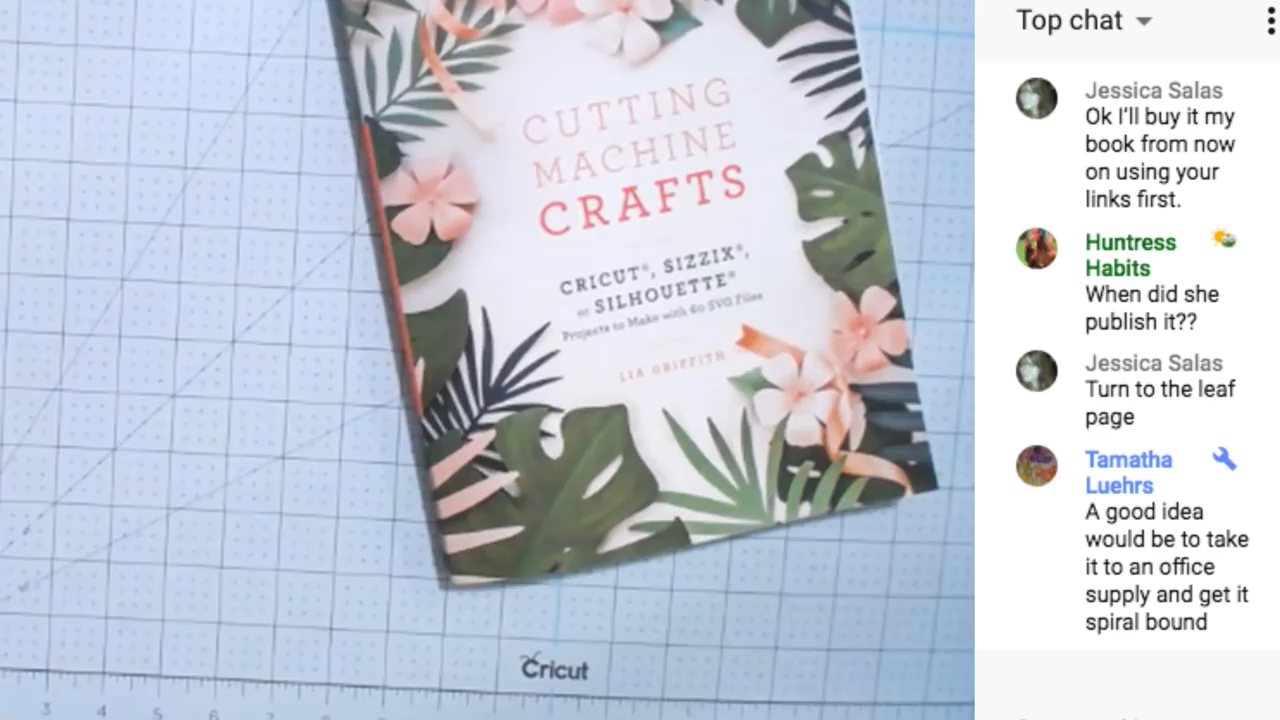 CUTTING
MACHINE
CRAFTS
CRICUT®, SIZZIX®,
or SILHOUETTE®
Projects to Make with 60 SVG Files
LIA GRIFFITH
Cricut
3 4 5 6 7 8
Top chat
Jessica Salas
Ok I'll buy it my
book from now
on using your
links first.
Huntress
Habits
When did she
publish it??
Jessica Salas
Turn to the leaf
page
Tamatha
Luehrs
A good idea
would be to take
it to an office
supply and get it
spiral bound